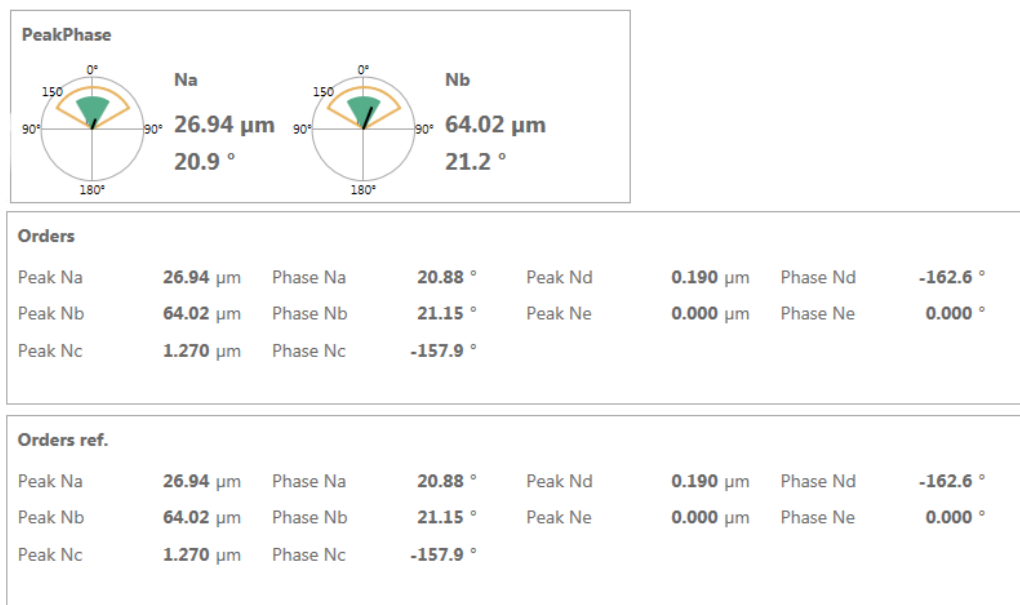 PeakPhase
0° Na 0° Nb
150 150
90° 90° 26.94 µm 90° 90° 64.02 µm
20.9 ° 21.2 °
180° 180°
Orders
Peak Na 26.94 µm Phase Na 20.88 ° Peak Nd 0.190 µm Phase Nd -162.6 °
Peak Nb 64.02 µm Phase Nb 21.15 ° Peak Ne 0.000 µm Phase Ne 0.000 °
Peak Nc 1.270 µm Phase Nc -157.9 °
Orders ref.
Peak Na 26.94 µm Phase Na 20.88 ° Peak Nd 0.190 µm Phase Nd -162.6 °
Peak Nb 64.02 µm Phase Nb 21.15 ° Peak Ne 0.000 µm Phase Ne 0.000 °
Peak Nc 1.270 µm Phase Nc -157.9 °